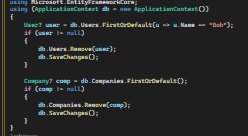 using Microsoft.EntityFrameworkCore;
using (ApplicationContext db = new ApplicationContext())
{
User? user = db.Users.FirstOrDefault(u => u.Name == "Bob");
if (user != null)
{
db.Users.Remove(user);
db.SaveChanges();
}
Company? comp = db.Companies.FirstOrDefault();
if (comp != null)
{
db.Companies.Remove(comp);
db.SaveChanges();
}
}